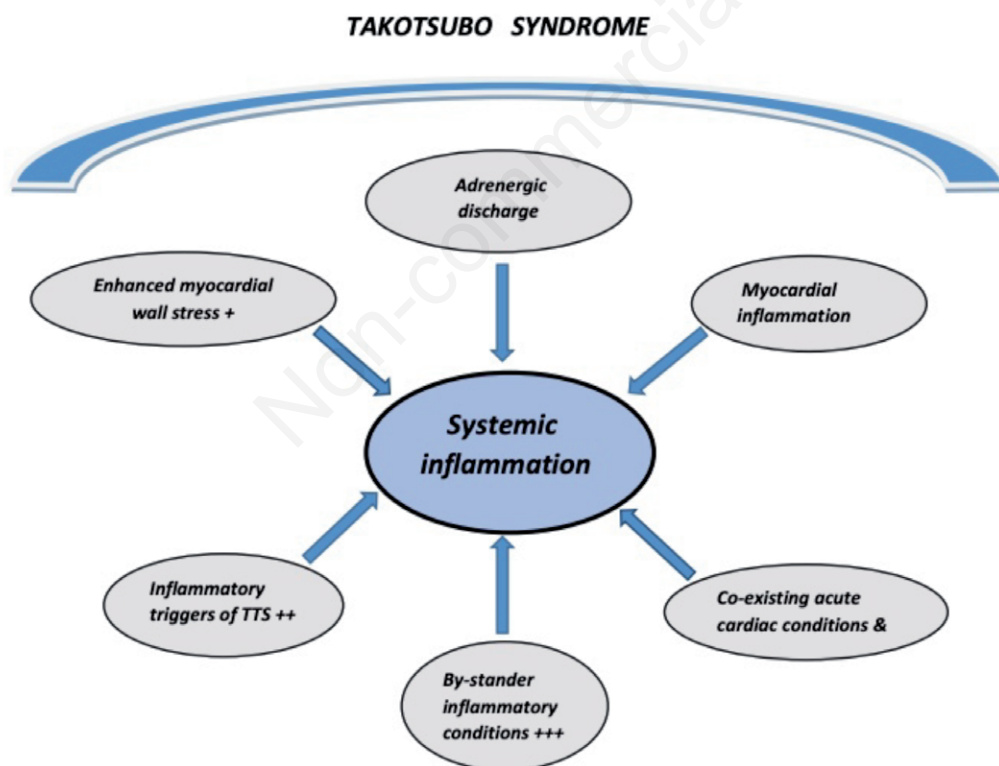 TAKOTSUBO SYNDROME
Adrenergic
discharge
Enhanced myocardial
wall stress +
Myocardial
inflammation
Systemic
inflammation
Inflammatory
triggers of TTS ++
Co-existing acute
cardiac conditions &
By-stander
inflammatory
conditions +++
Non-commercial